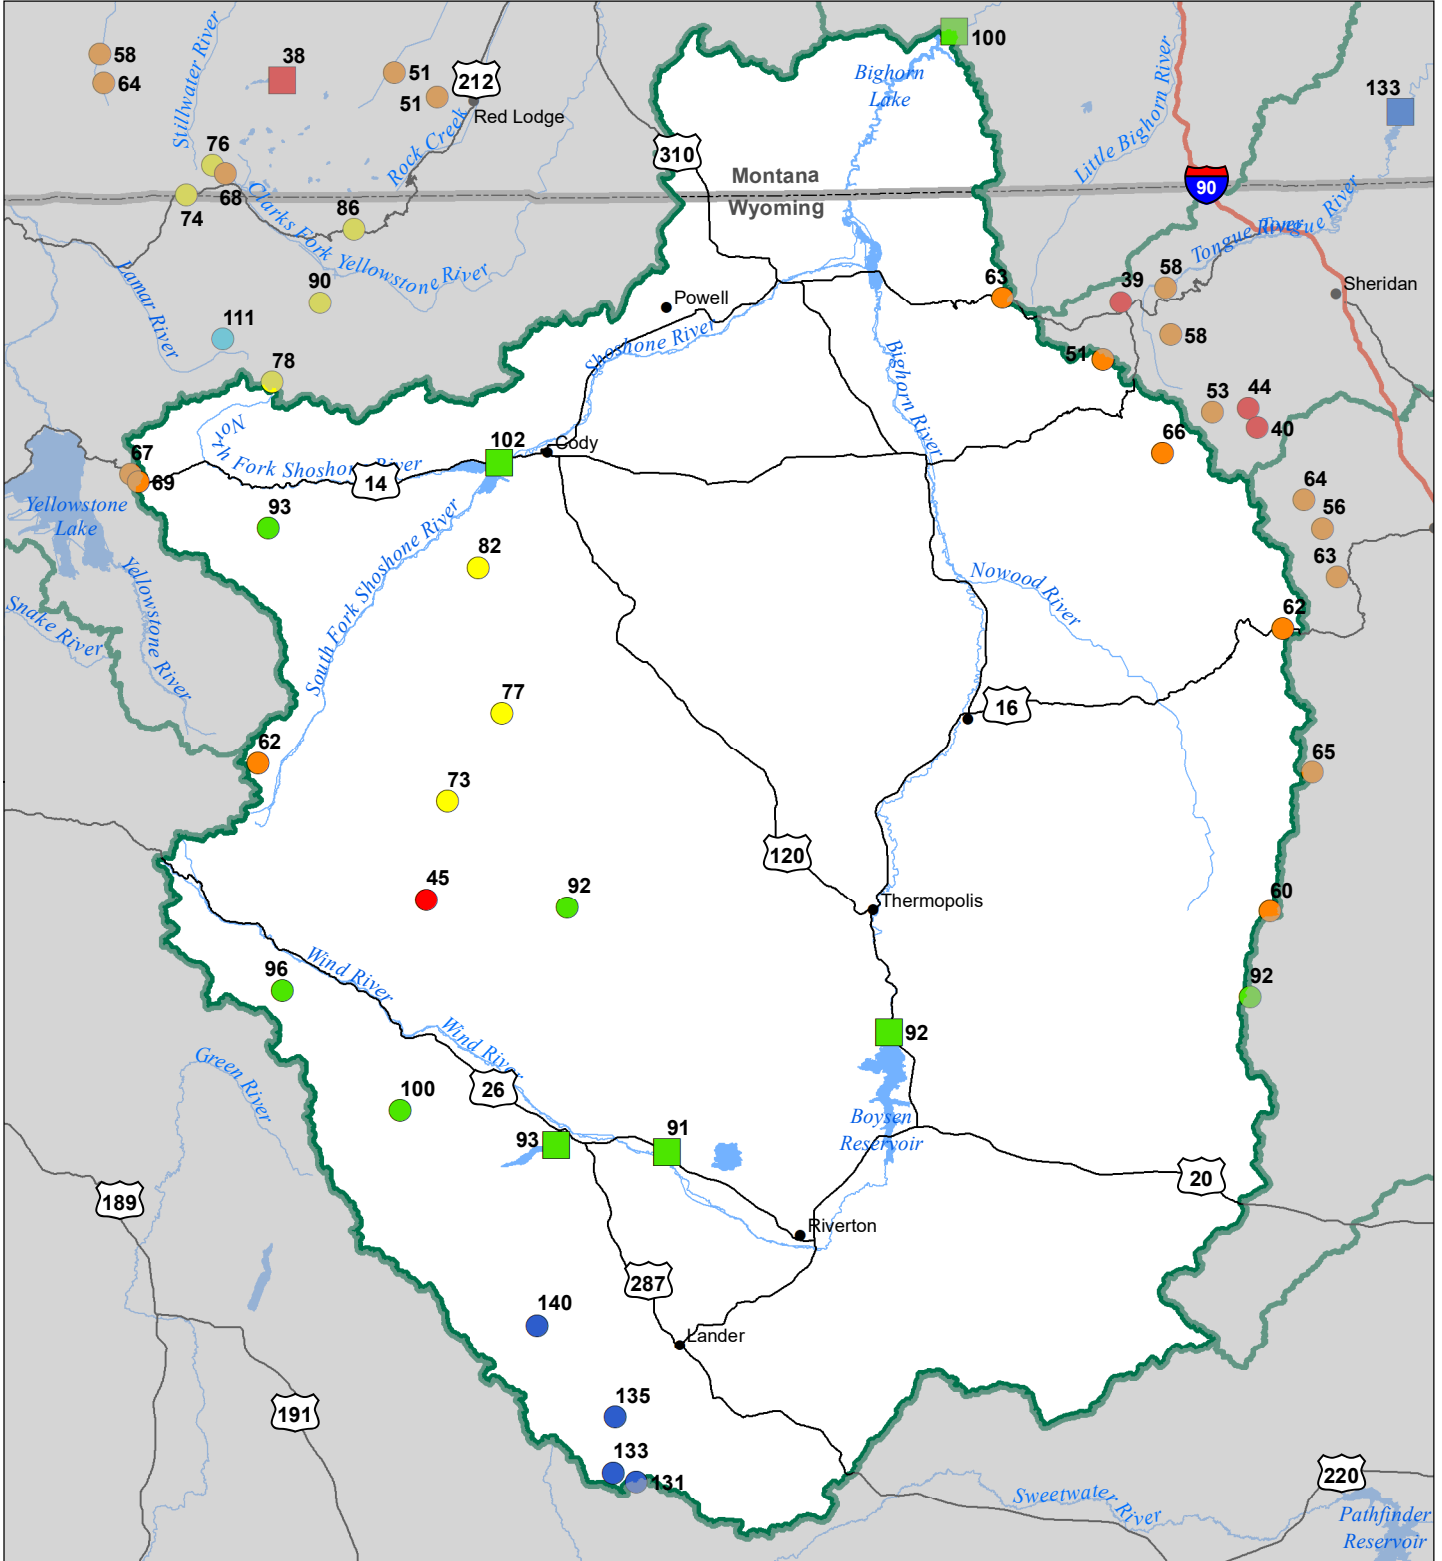 58
64
38
51
51
212
Red Lodge
Stillwater River
Rock Creek
76
68
74
86
Clarks Fork Yellowstone River
90
111
Lamar River
78
100
Bighorn
Lake
310
Montana
Wyoming
Little Bighorn River
133
90
Tongue River
Tongue River
Sheridan
63
39
58
58
51
53
44
40
66
Powell
Shoshone River
Bighorn River
102
Cody
North Fork Shoshone River
14
67
69
Yellowstone
Lake
93
82
South Fork Shoshone River
Yellowstone River
Snake River
64
56
63
62
Nowood River
77
16
62
73
65
120
45
92
Thermopolis
60
92
96
Wind River
Wind River
92
Green River
26
100
93
91
Boysen
Reservoir
20
189
Riverton
287
140
Lander
191
135
133
131
220
Sweetwater River
Pathfinder
Reservoir